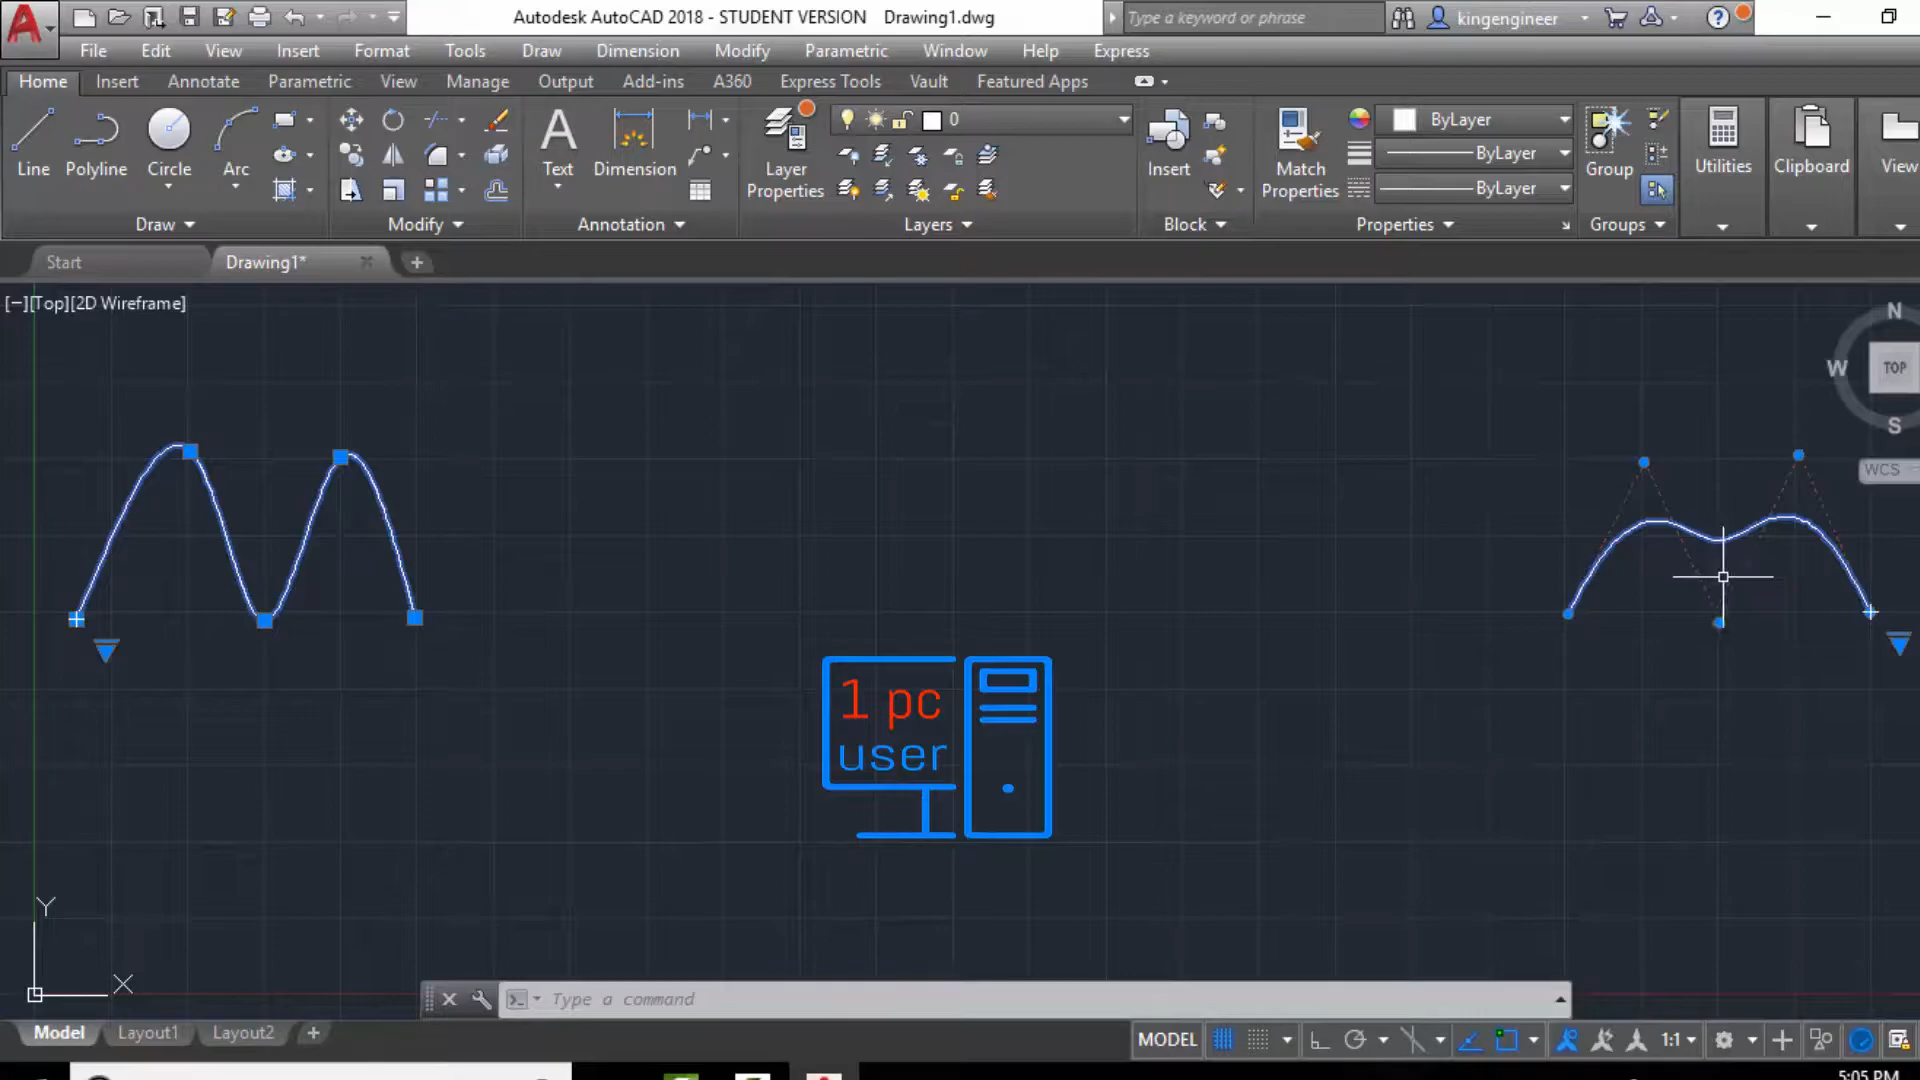 Autodesk AutoCAD 2018 - STUDENT VERSION Drawing1.dwg
Type a keyword or phrase
kingengineer
File Edit View Insert Format Tools Draw Dimension Modify Parametric Window Help Express
Home Insert Annotate Parametric View Manage Output Add-ins A360 Express Tools Vault Featured Apps
0
ByLayer
ByLayer
ByLayer
Line Polyline Circle Arc
Text Dimension
Layer Properties
Insert
Match Properties
Group
Utilities
Clipboard
View
Draw Modify Annotation Layers Block Properties Groups
Start Drawing1*
[−][Top][2D Wireframe]
N
W TOP
S
WCS
1 pc
user
Y
X
Type a command
Model Layout1 Layout2
MODEL 1:1
5:05 PM